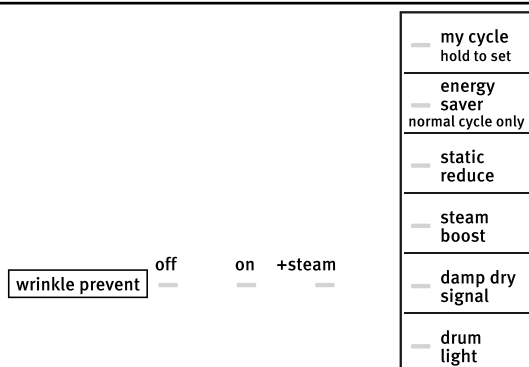 my cycle
hold to set
energy
saver
normal cycle only
static
reduce
steam
boost
off on +steam
wrinkle prevent
damp dry
signal
drum
light